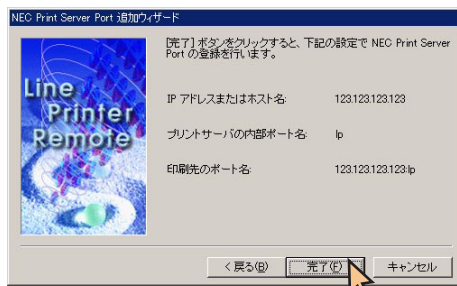 NEC Print Server Port 追加ウィザード
[完了] ボタンをクリックすると、下記の設定で NEC Print Server
Port の登録を行います。
Line
Printer
Remote
IP アドレスまたはホスト名:
123.123.123.123
プリントサーバの内部ポート名:
lp
印刷先のポート名:
123.123.123.123:lp
< 戻る(B)
完了(F)
キャンセル